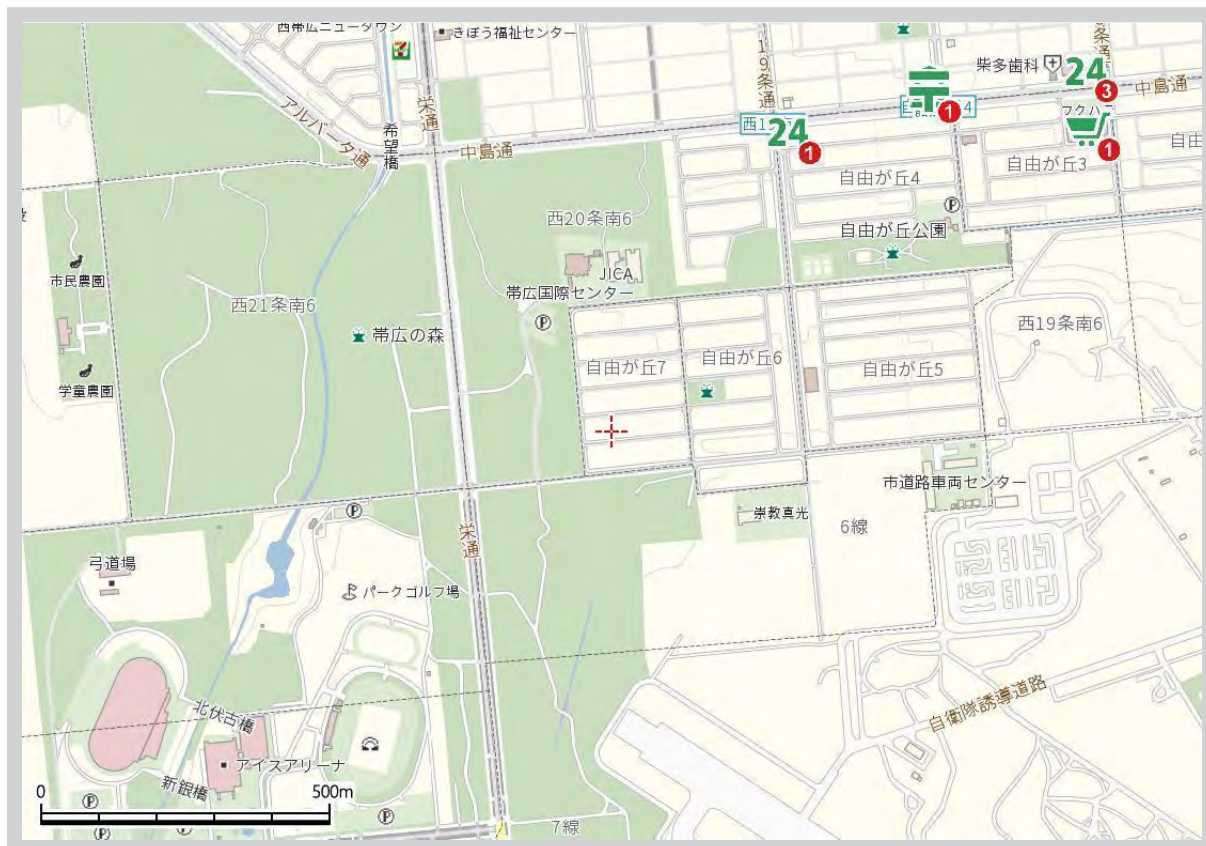 西帯広ニュータウン
きぼう福祉センター
栄通
アルバータ通
希望橋
中島通
19条通
条通
柴多歯科
24
3
中島通
1
フクハラ
1
24
1
自由が丘4
自由が丘3
自由
西20条南6
自由が丘公園
P
JICA
帯広国際センター
P
市民農園
西21条南6
帯広の森
学童農園
自由が丘7
自由が丘6
自由が丘5
西19条南6
市道路車両センター
崇教真光
6線
P
栄通
弓道場
パークゴルフ場
北伏古橋
アイスアリーナ
新銀橋
自衛隊誘導道路
0
500m
P
P
P
P
7線